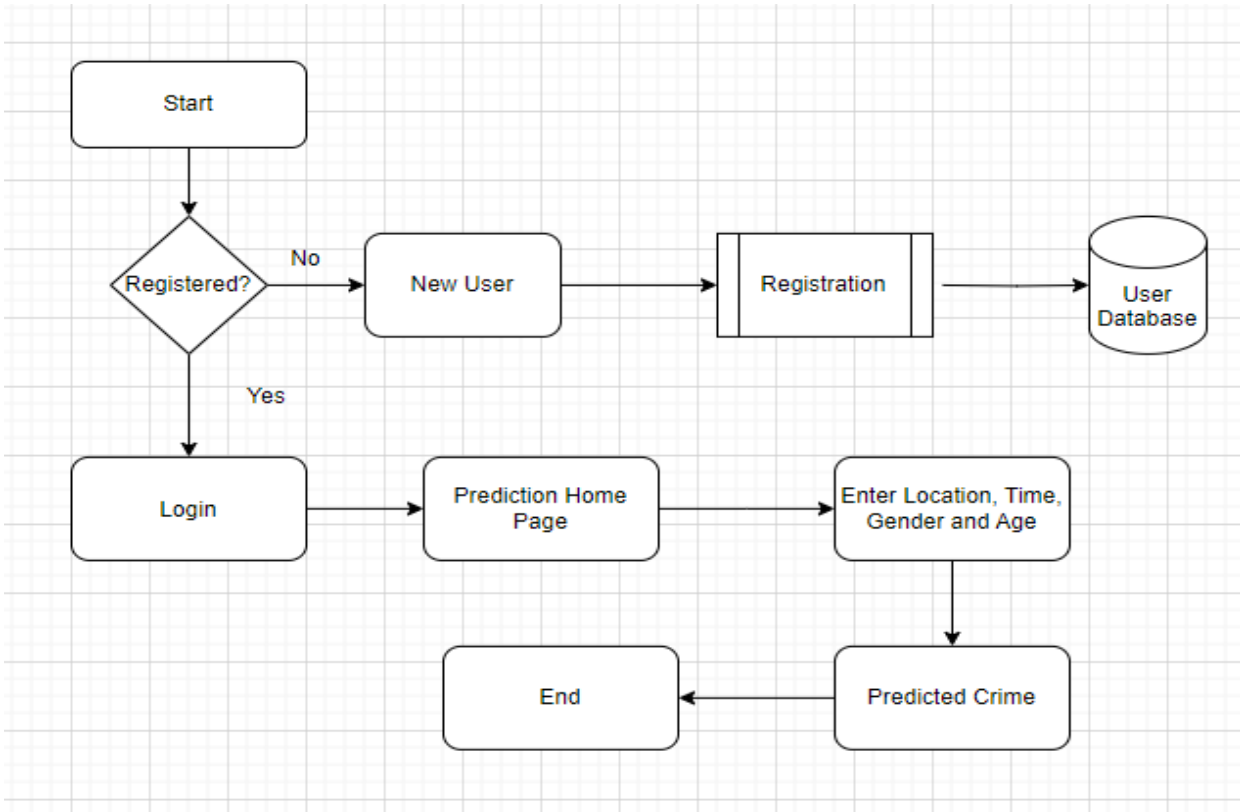 Start
No
Registered?
New User
Registration
User
Database
Yes
Login
Prediction Home
Page
Enter Location, Time,
Gender and Age
End
Predicted Crime